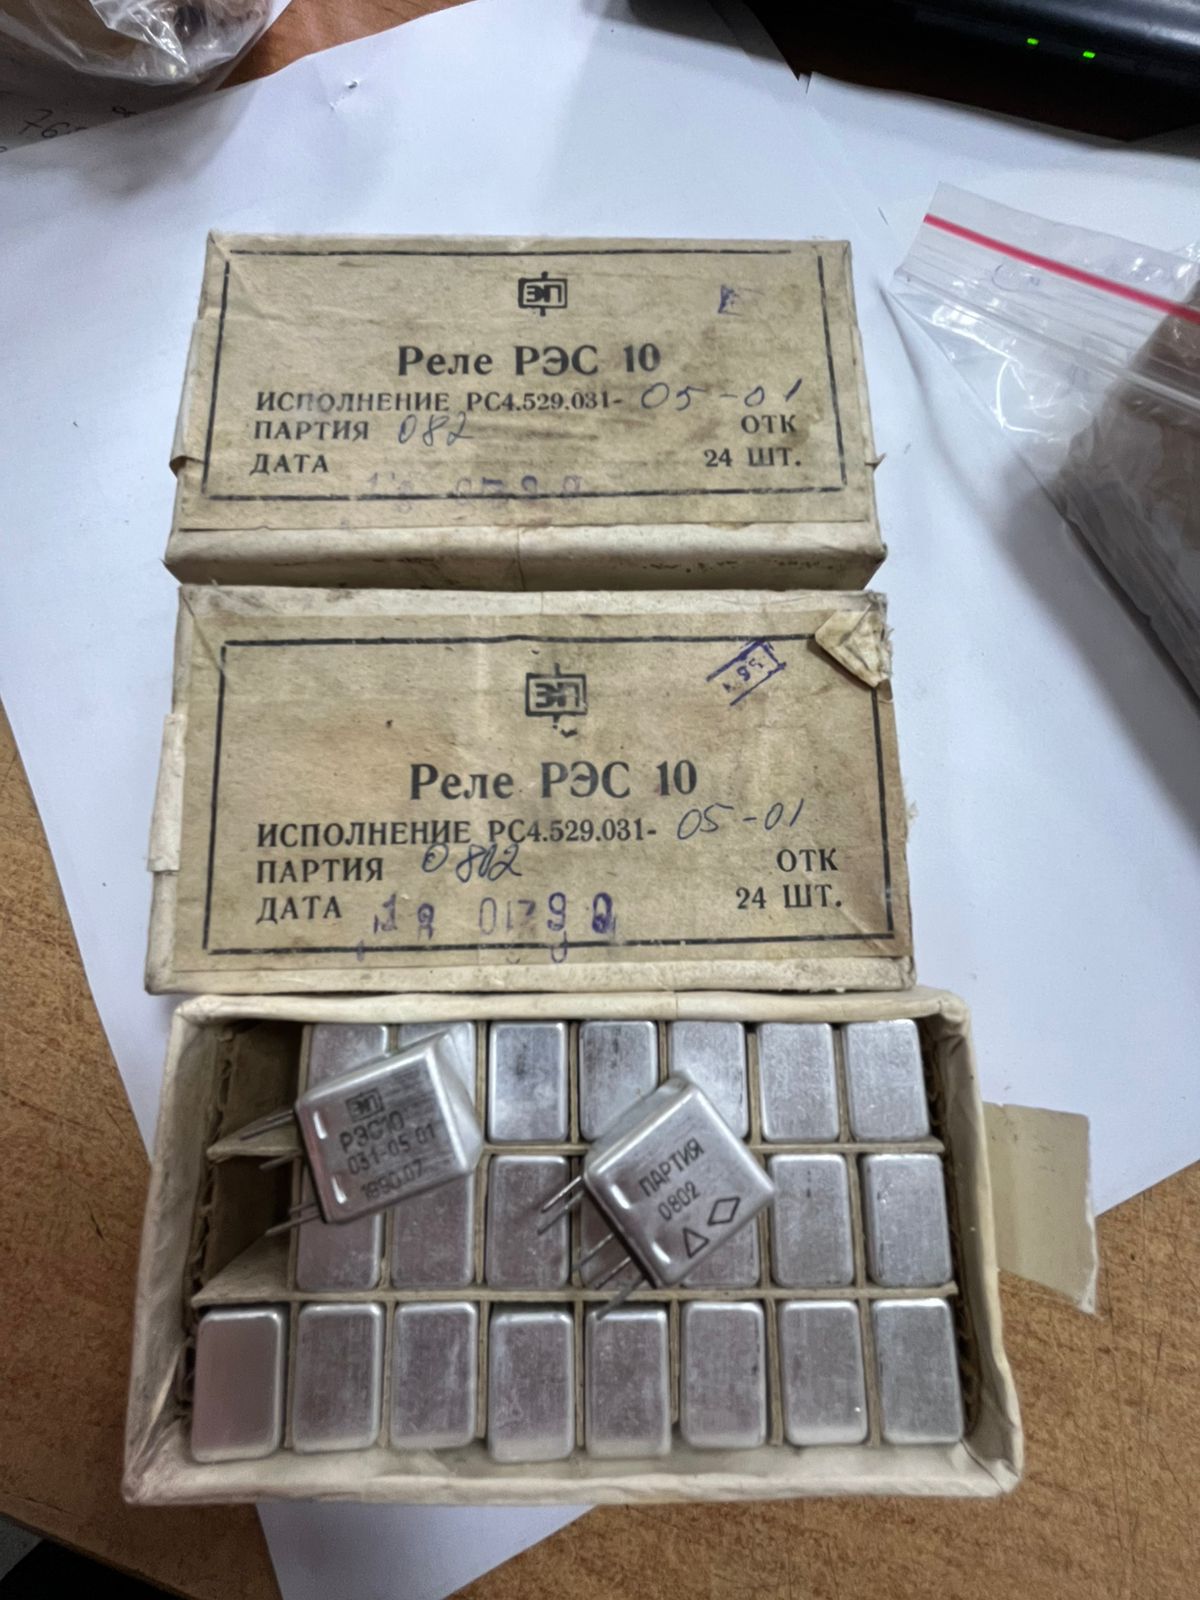 ЭП
Реле РЭС 10
ИСПОЛНЕНИЕ РС4.529.031- 05-01
ПАРТИЯ 082
ОТК
ДАТА
24 ШТ.
ЭП
Реле РЭС 10
ИСПОЛНЕНИЕ РС4.529.031- 05-01
ПАРТИЯ 0802
ОТК
ДАТА
24 ШТ.
ЭП
РЭС10
031-05 01
ПАРТИЯ
0802